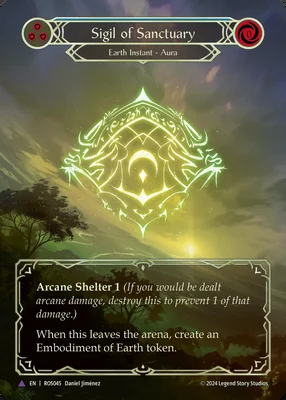 Sigil of Sanctuary
Earth Instant - Aura
Arcane Shelter 1 (If you would be dealt
arcane damage, destroy this to prevent 1 of that
damage.)
When this leaves the arena, create an
Embodiment of Earth token.
EN | ROS045 Daniel Jiménez
©2024 Legend Story Studios